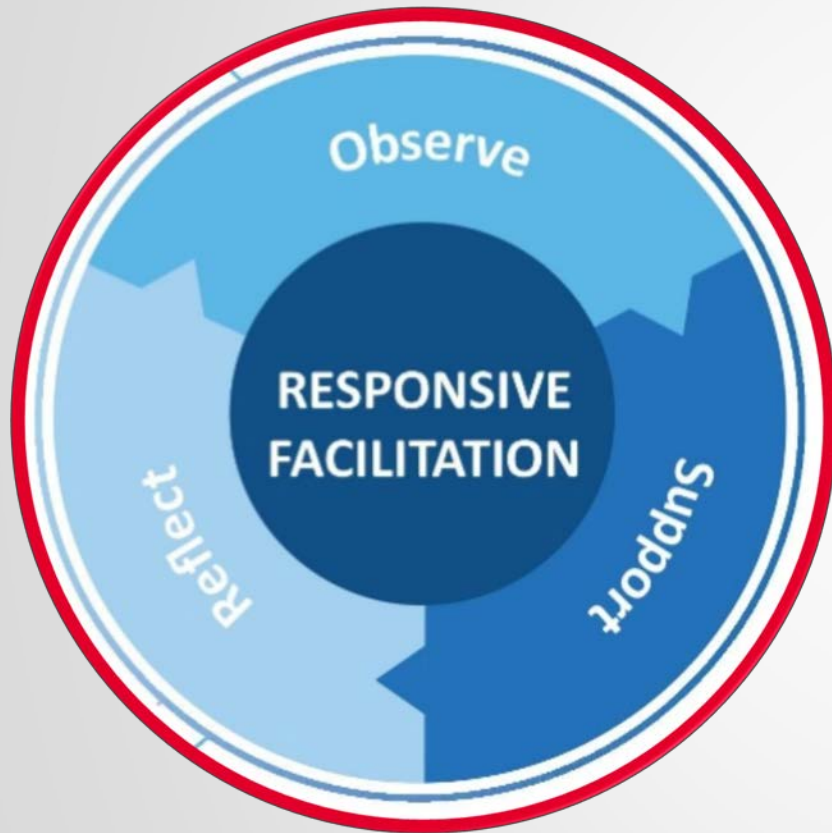 Observe
RESPONSIVE
FACILITATION
Support
Reflect